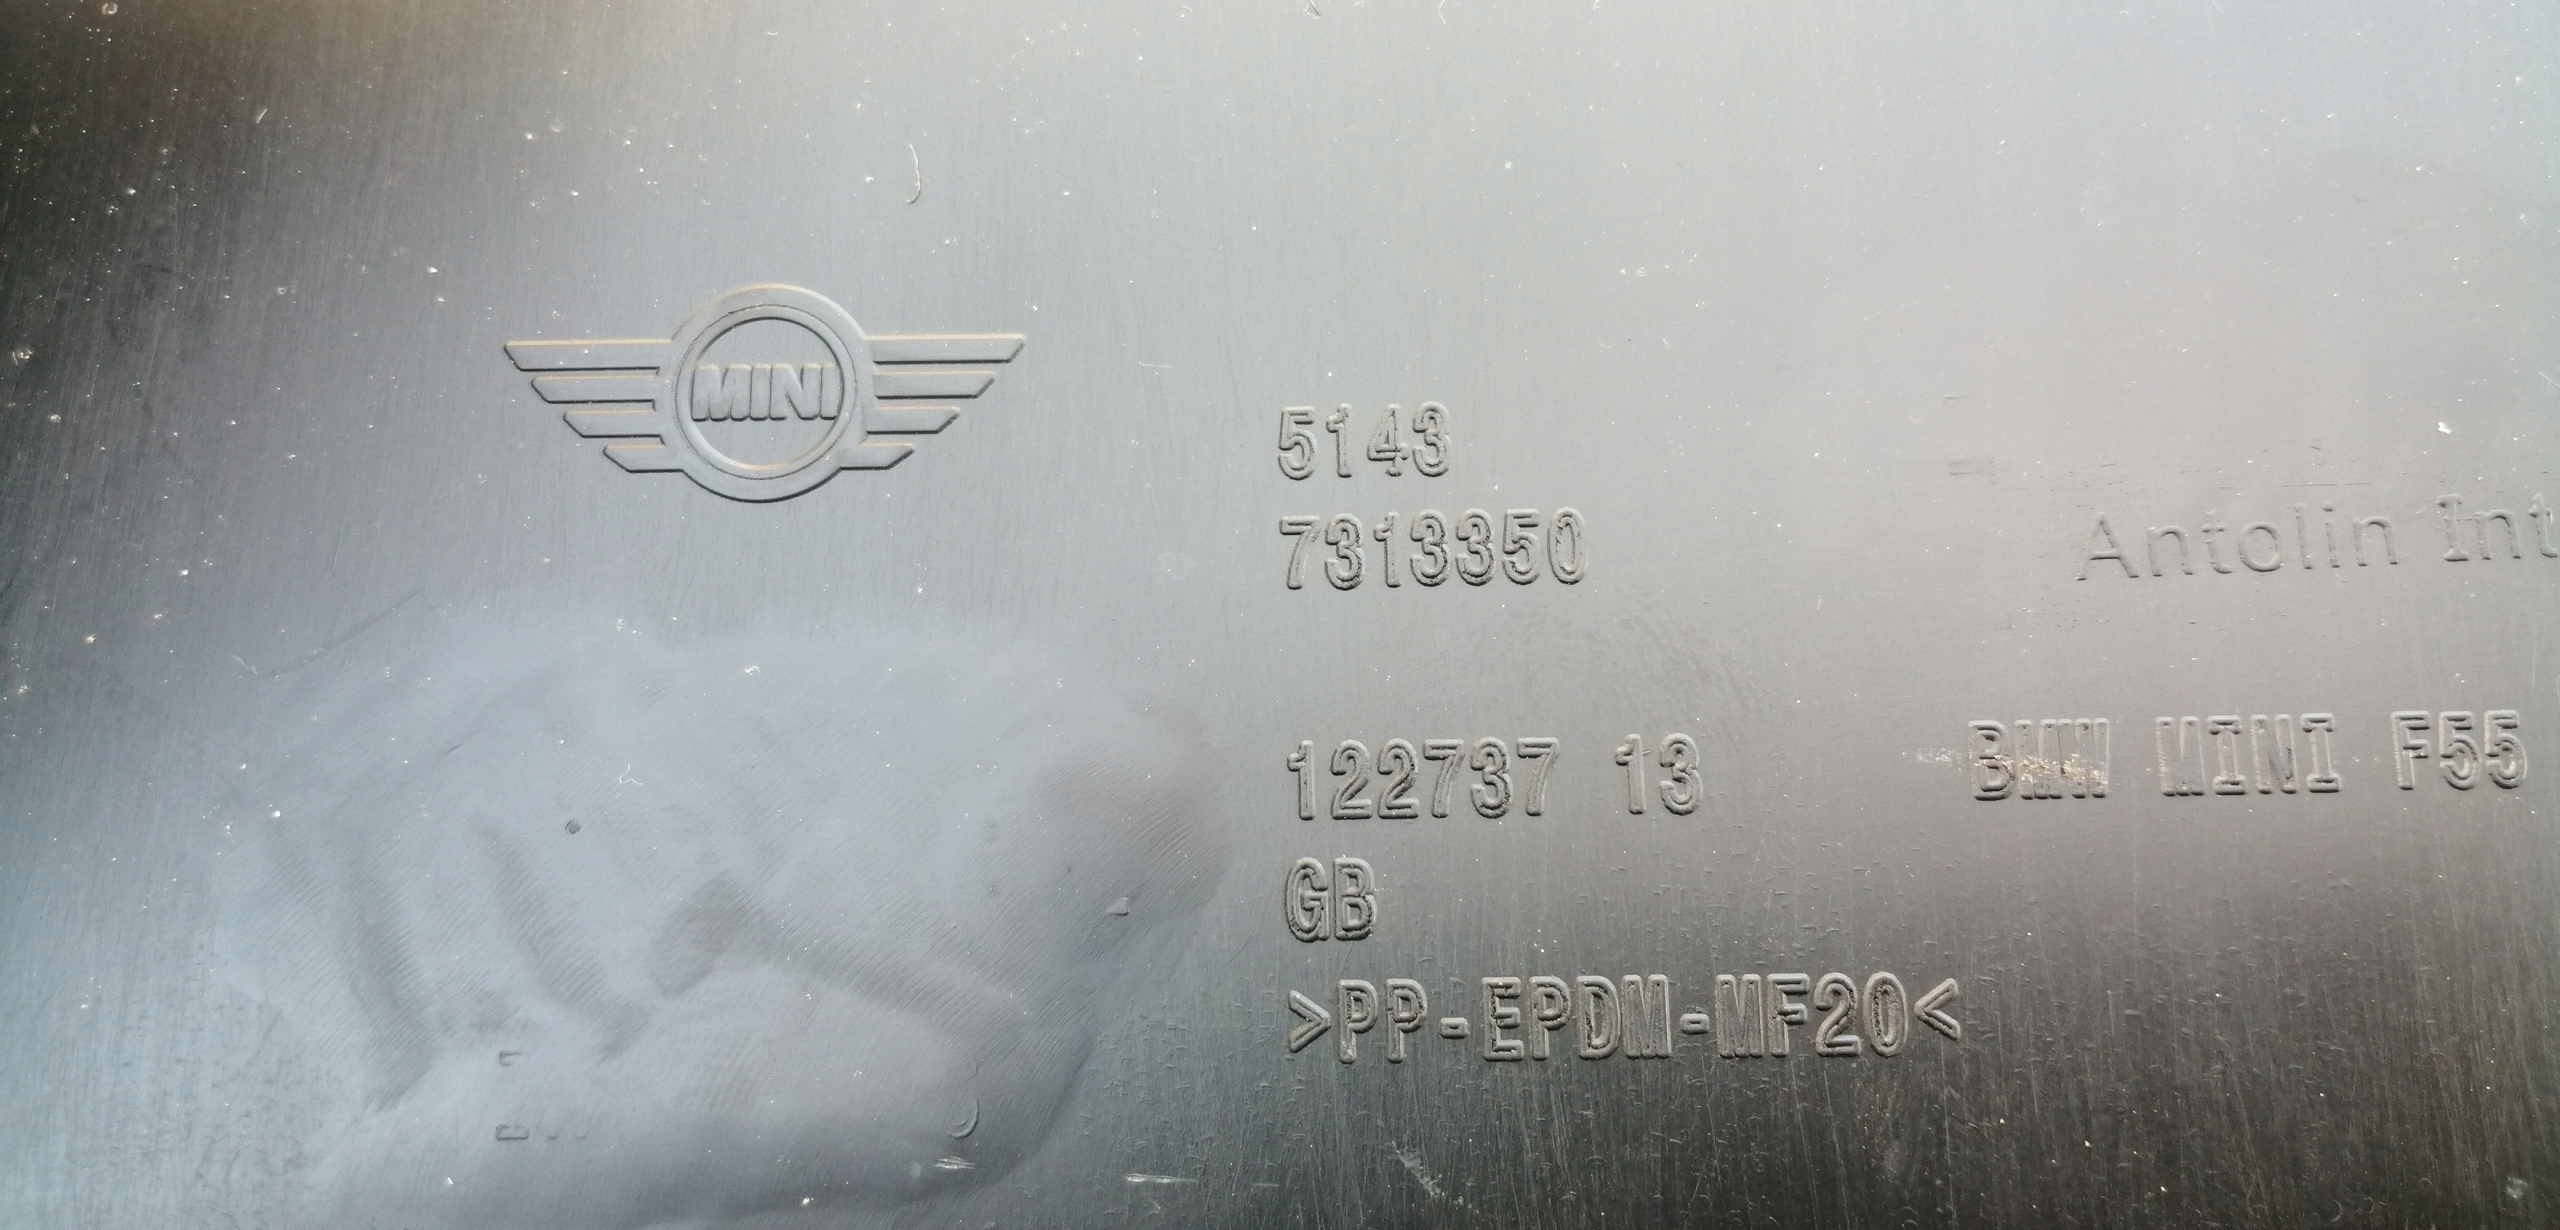 MINI
5143
7313350
Antolin Int
122737 13
BMW MINI F55
GB
>PP-EPDM-MF20<